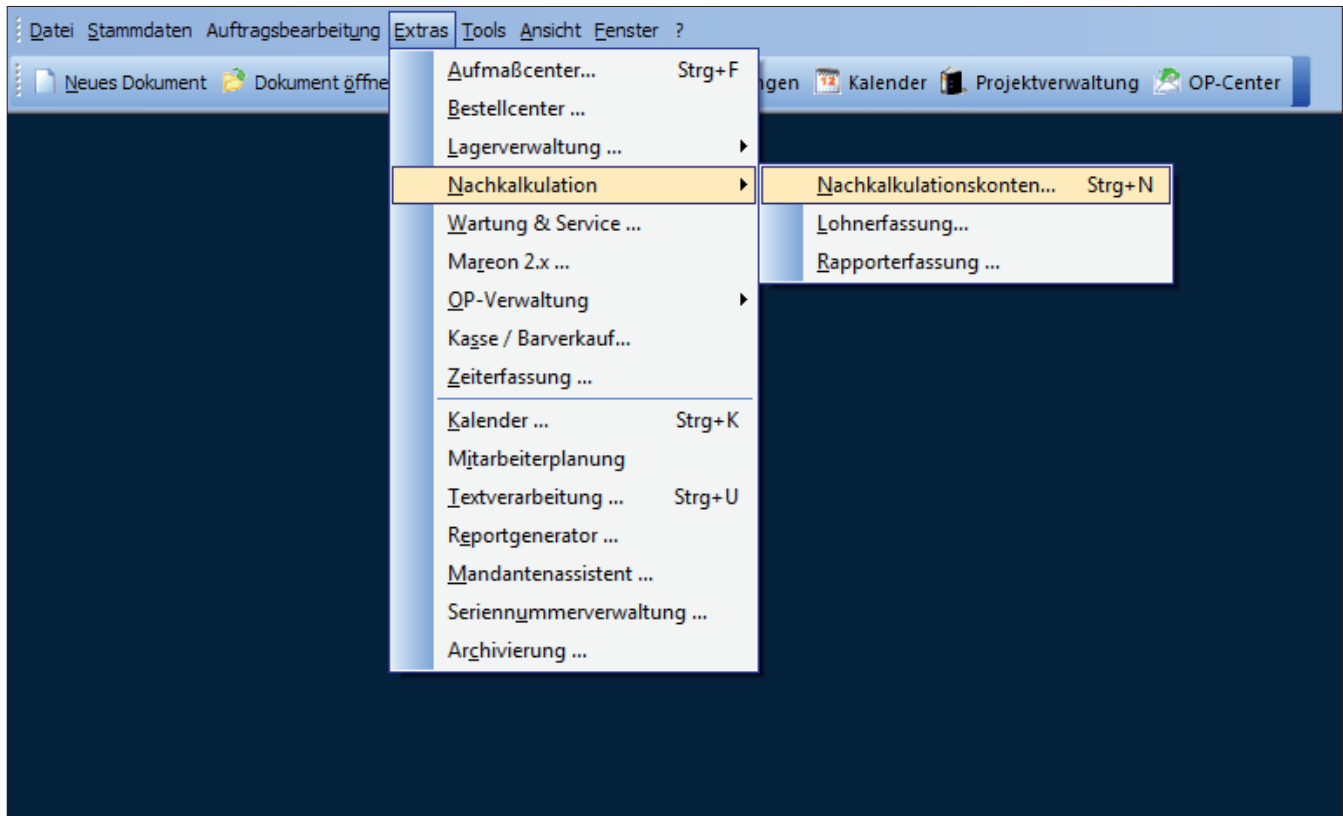 Datei Stammdaten Auftragsbearbeitung Extras Tools Ansicht Fenster ?
Neues Dokument Dokument öffne ngen 12 Kalender Projektverwaltung OP-Center
Aufmaßcenter... Strg+F
Bestellcenter ...
Lagerverwaltung ...
Nachkalkulation
Nachkalkulationskonten... Strg+N
Wartung & Service ...
Lohnerfassung...
Mareon 2.x ...
Rapporterfassung ...
OP-Verwaltung
Kasse / Barverkauf...
Zeiterfassung ...
Kalender ... Strg+K
Mitarbeiterplanung
Textverarbeitung ... Strg+U
Reportgenerator ...
Mandantenassistent ...
Seriennummerverwaltung ...
Archivierung ...